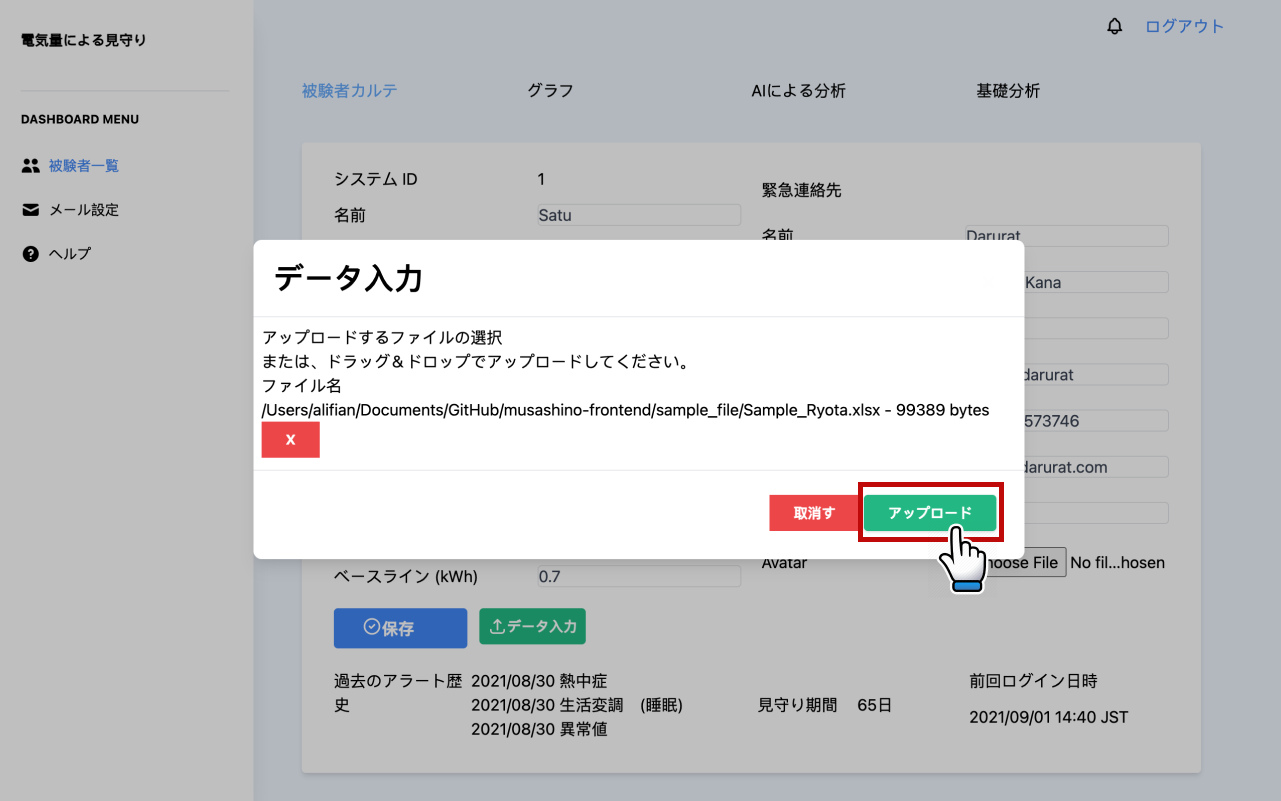 電気量による見守り
ログアウト
DASHBOARD MENU
被験者一覧
メール設定
ヘルプ
被験者カルテ
グラフ
AIによる分析
基礎分析
システム ID
1
緊急連絡先
名前
Satu
名前
Darurat
Kana
darurat
573746
darurat.com
データ入力
アップロードするファイルの選択
または、ドラッグ＆ドロップでアップロードしてください。
ファイル名
/Users/alifian/Documents/GitHub/musashino-frontend/sample_file/Sample_Ryota.xlsx - 99389 bytes
X
取消す
アップロード
Avatar
hoose File
No fil...hosen
ベースライン (kWh)
0.7
保存
データ入力
過去のアラート歴
史
2021/08/30 熱中症
2021/08/30 生活変調　(睡眠)
2021/08/30 異常値
見守り期間
65日
前回ログイン日時
2021/09/01 14:40 JST